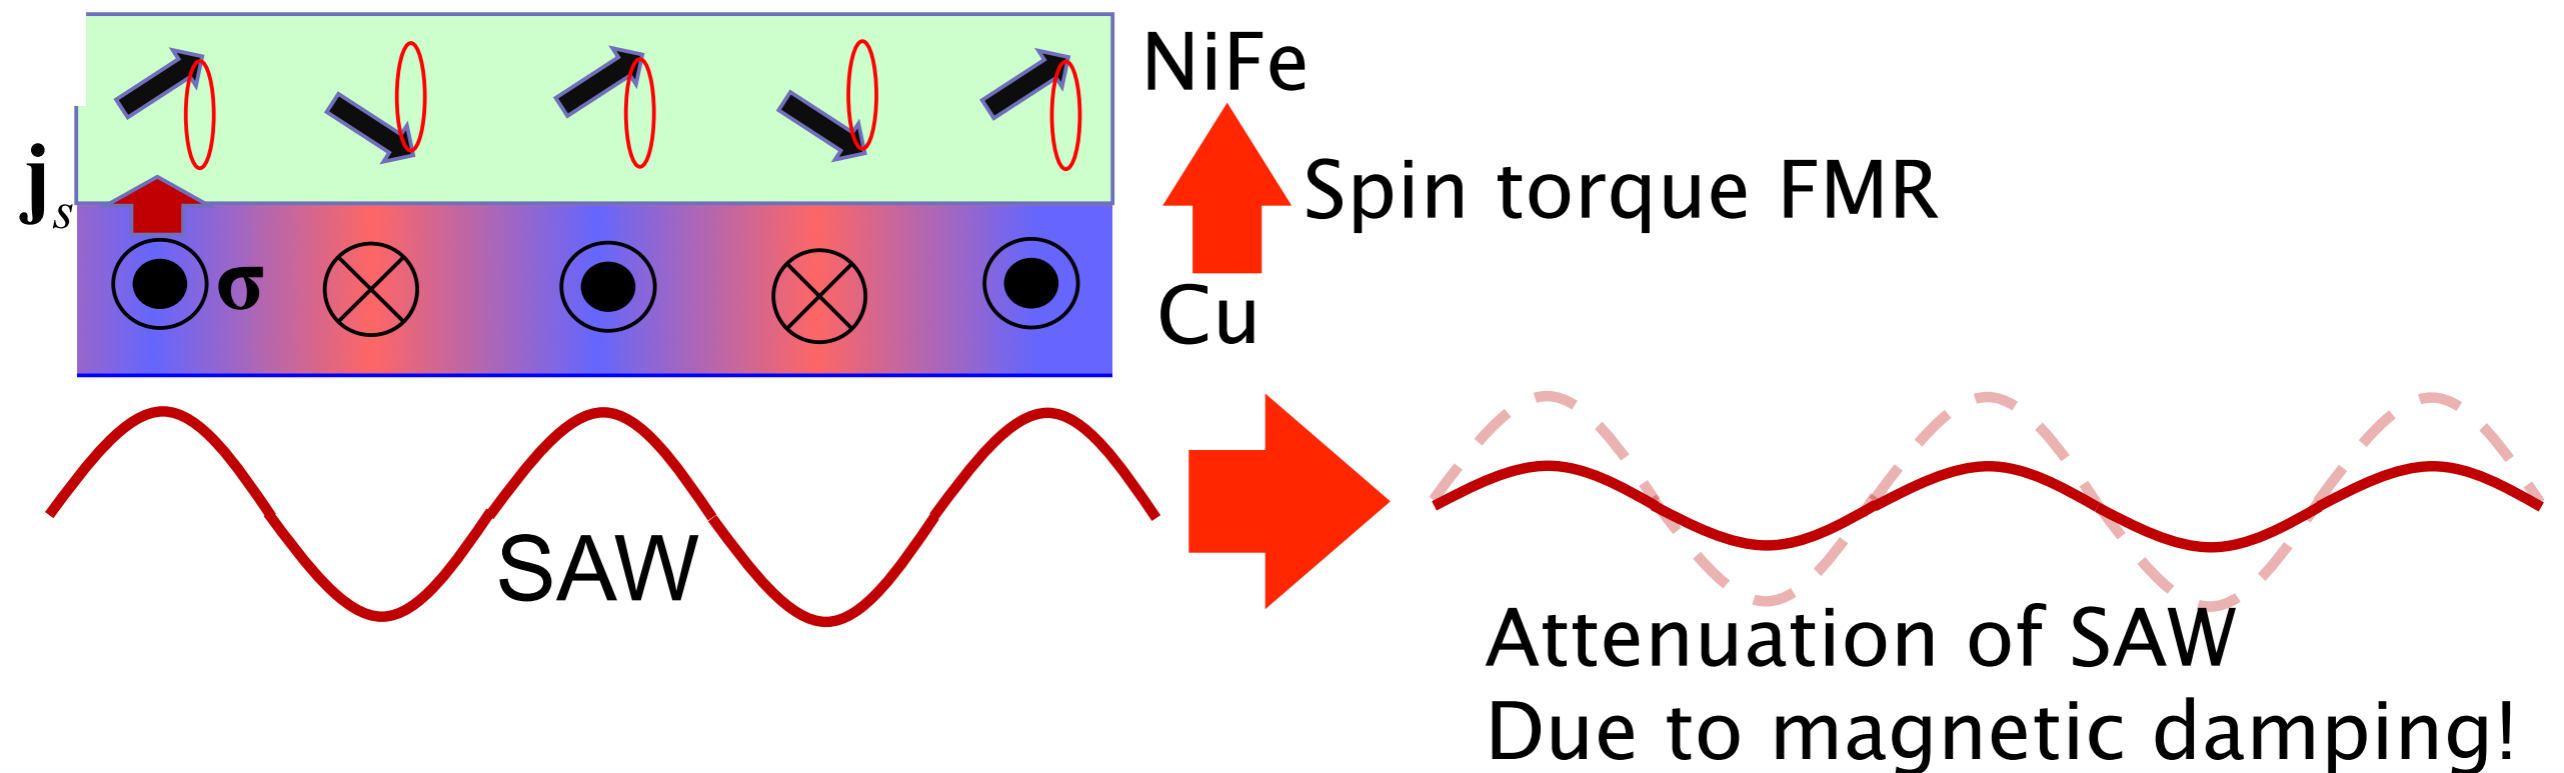 NiFe
j_s
Spin torque FMR
σ
Cu
SAW
Attenuation of SAW
Due to magnetic damping!